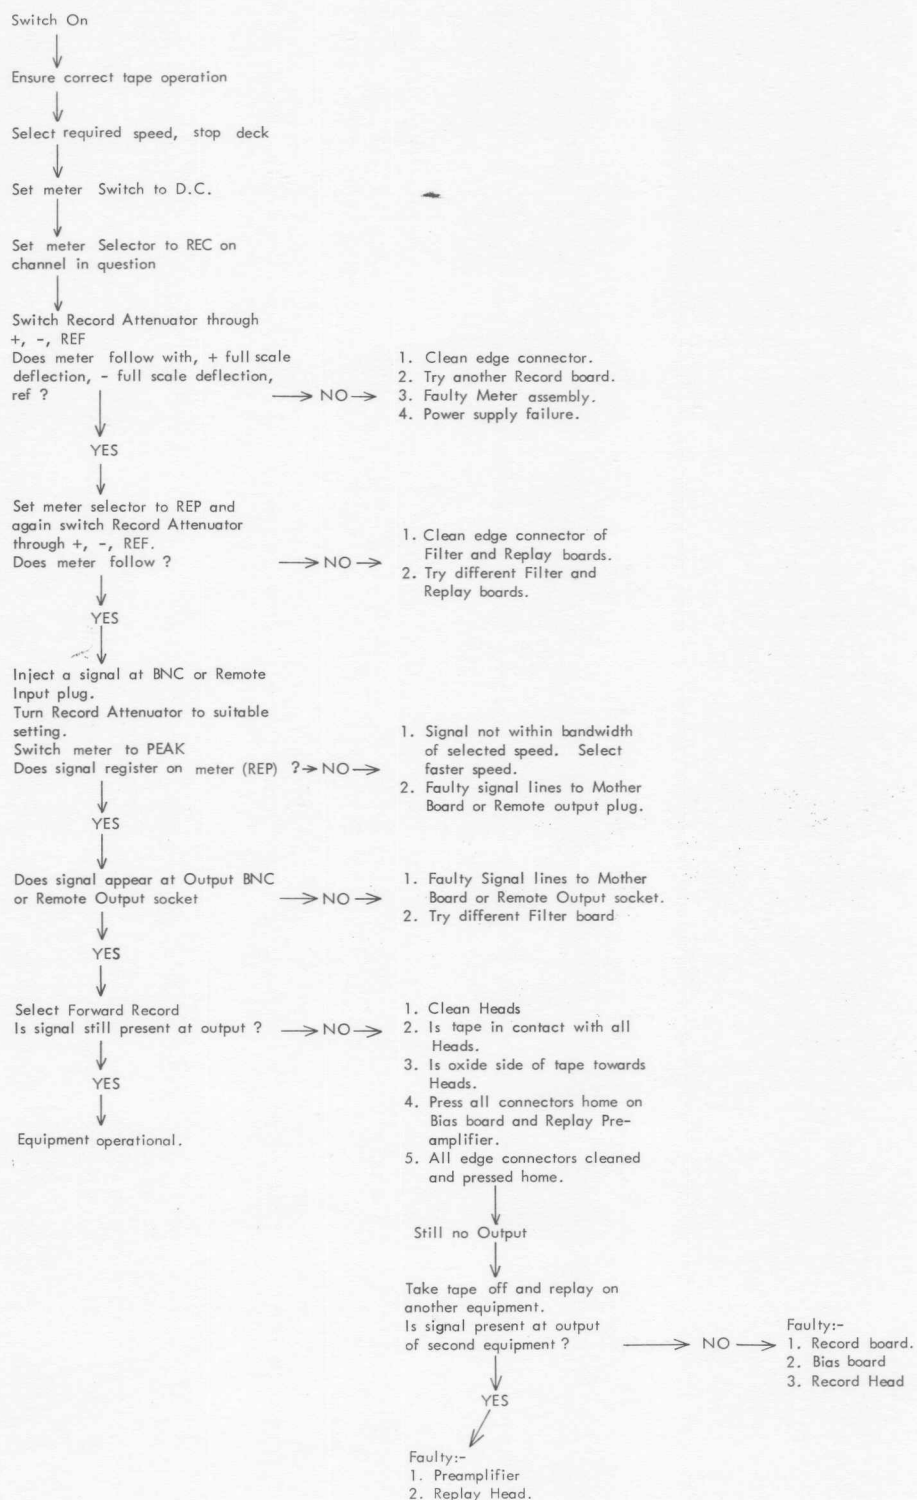 Switch On
Ensure correct tape operation
Select required speed, stop deck
Set meter Switch to D.C.
Set meter Selector to REC on
channel in question
Switch Record Attenuator through
+, -, REF
Does meter follow with, + full scale
deflection, - full scale deflection,
ref ?
NO
1. Clean edge connector.
2. Try another Record board.
3. Faulty Meter assembly.
4. Power supply failure.
YES
Set meter selector to REP and
again switch Record Attenuator
through +, -, REF.
Does meter follow ?
NO
1. Clean edge connector of
Filter and Replay boards.
2. Try different Filter and
Replay boards.
YES
Inject a signal at BNC or Remote
Input plug.
Turn Record Attenuator to suitable
setting.
Switch meter to PEAK
Does signal register on meter (REP) ?
NO
1. Signal not within bandwidth
of selected speed. Select
faster speed.
2. Faulty signal lines to Mother
Board or Remote output plug.
YES
Does signal appear at Output BNC
or Remote Output socket
NO
1. Faulty Signal lines to Mother
Board or Remote Output socket.
2. Try different Filter board
YES
Select Forward Record
Is signal still present at output ?
NO
1. Clean Heads
2. Is tape in contact with all
Heads.
3. Is oxide side of tape towards
Heads.
4. Press all connectors home on
Bias board and Replay Pre-
amplifier.
5. All edge connectors cleaned
and pressed home.
YES
Equipment operational.
Still no Output
Take tape off and replay on
another equipment.
Is signal present at output
of second equipment ?
NO
Faulty:-
1. Record board.
2. Bias board
3. Record Head
YES
Faulty:-
1. Preamplifier
2. Replay Head.